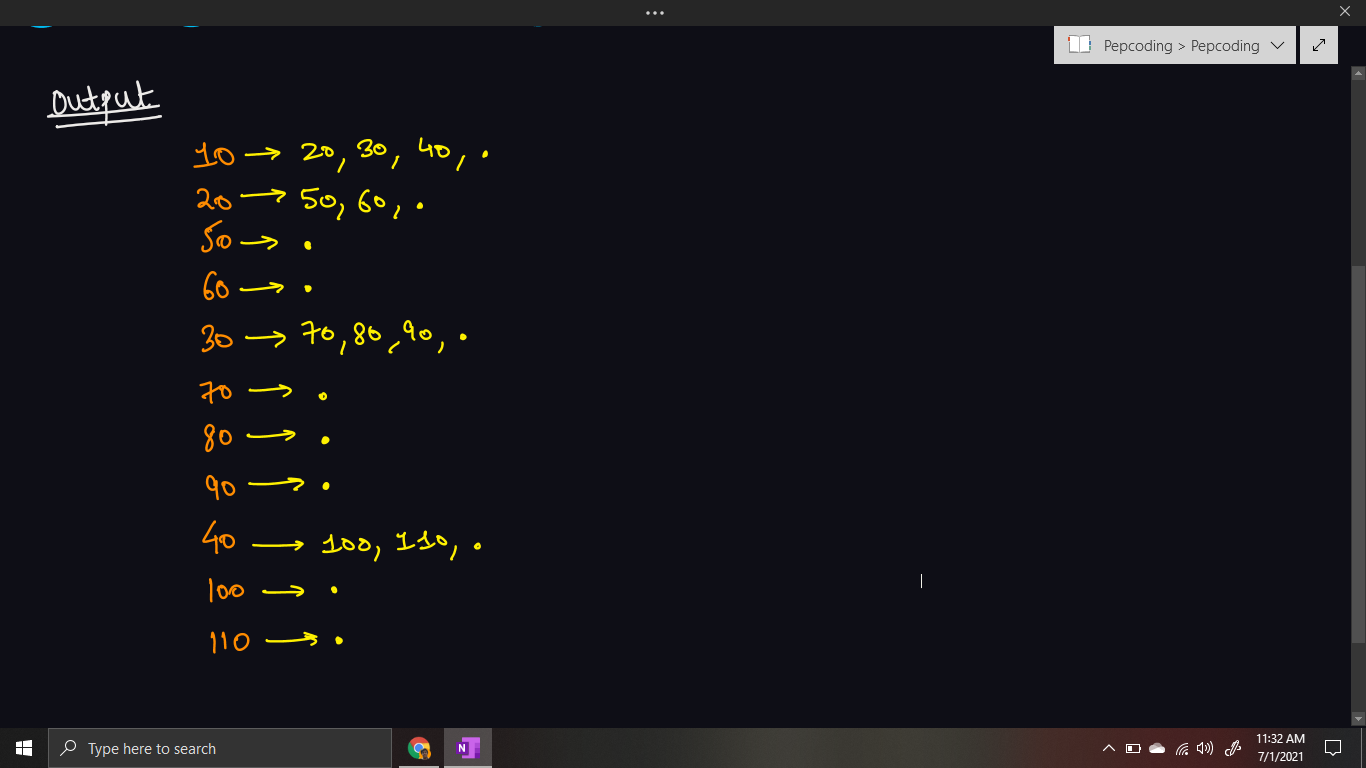 Pepcoding > Pepcoding
Output
10 → 20, 30, 40, .
20 → 50, 60, .
50 → .
60 → .
30 → 70, 80, 90, .
70 → .
80 → .
90 → .
40 → 100, 110, .
100 → .
110 → .
Type here to search
N
11:32 AM
7/1/2021